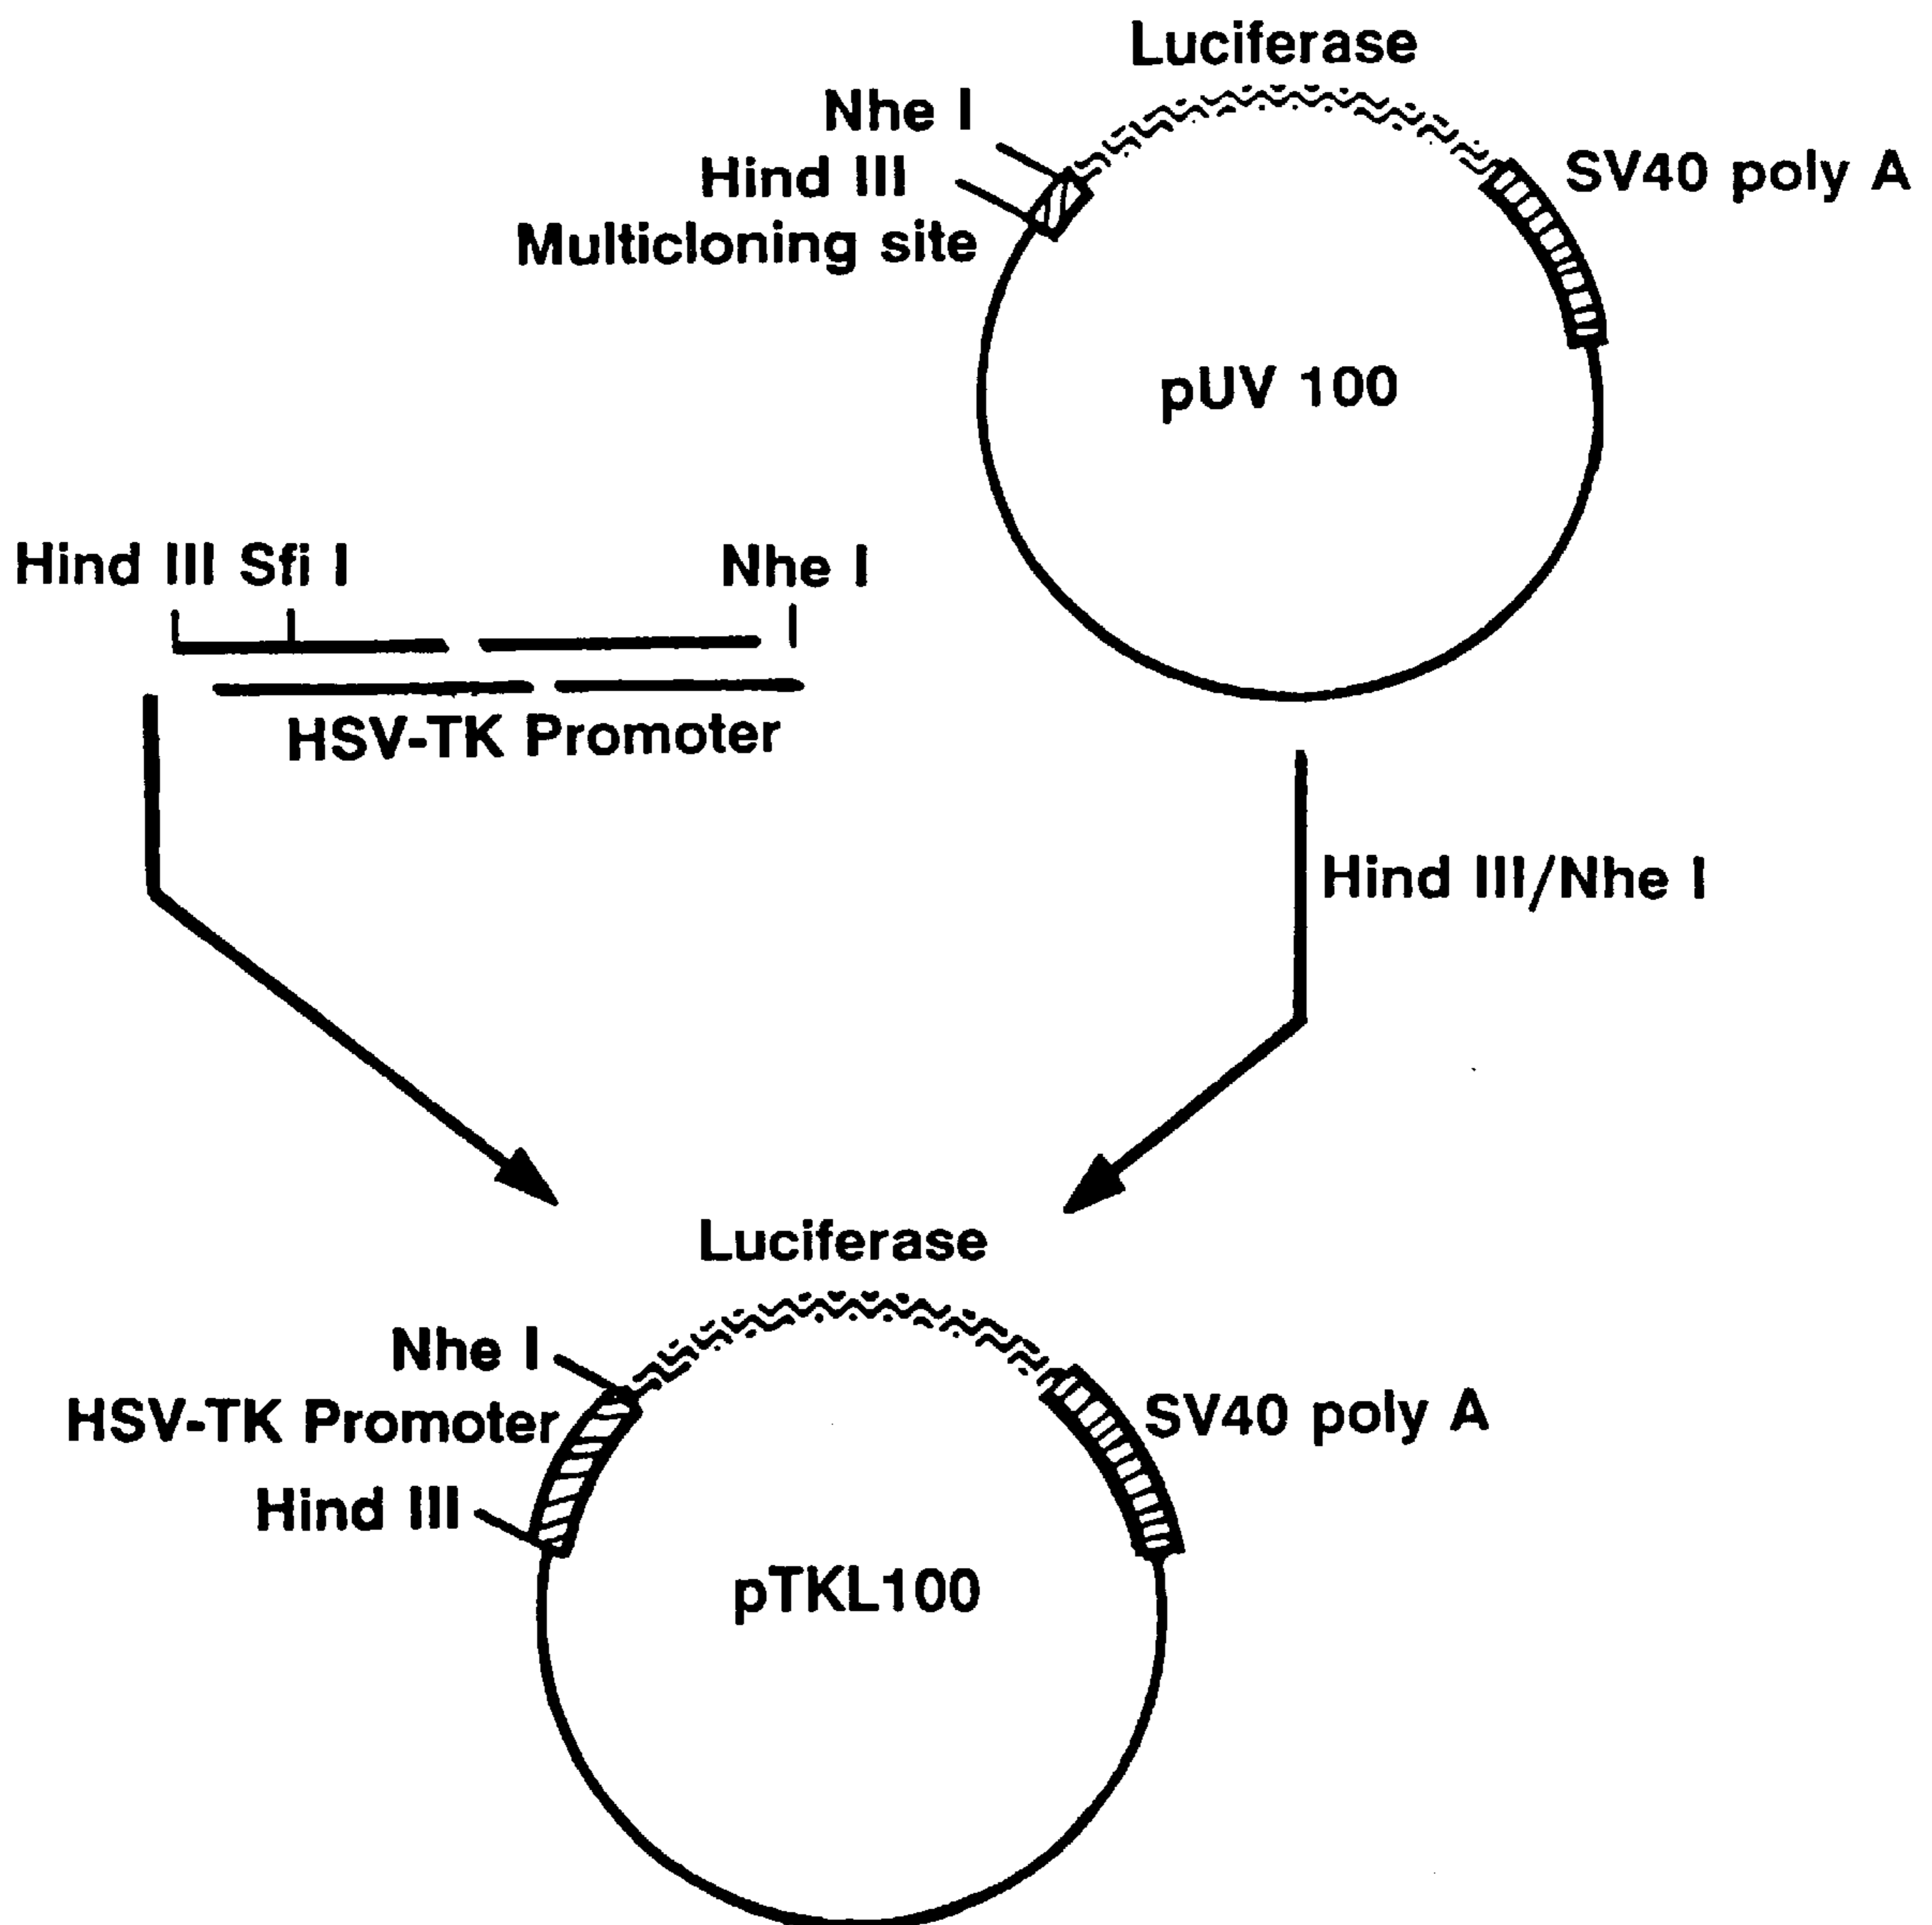 Luciferase
Nhe I
Hind III
Multicloning site
SV40 poly A
pUV 100
Hind III Sfi I
Nhe I
HSV-TK Promoter
Hind III/Nhe I
Luciferase
Nhe I
HSV-TK Promoter
Hind III
SV40 poly A
pTKL100